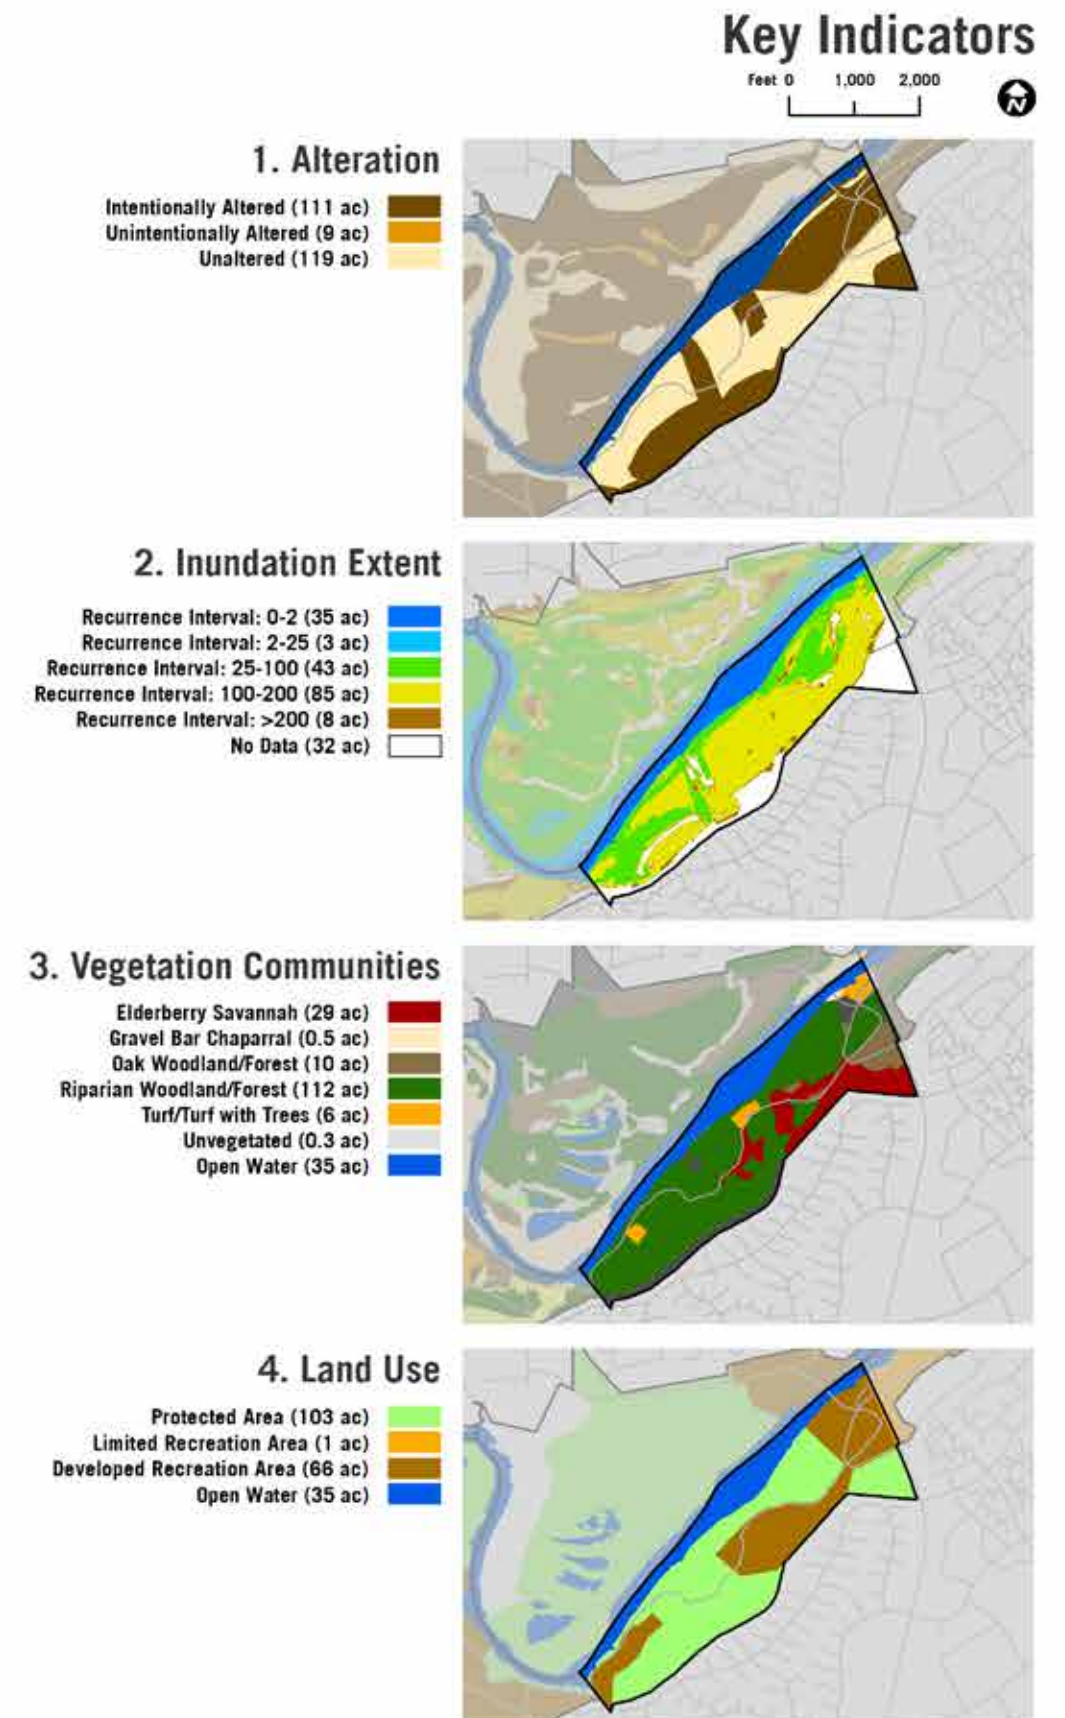 Key Indicators
Feet 0 1,000 2,000
N
1. Alteration
Intentionally Altered (111 ac)
Unintentionally Altered (9 ac)
Unaltered (119 ac)
2. Inundation Extent
Recurrence Interval: 0-2 (35 ac)
Recurrence Interval: 2-25 (3 ac)
Recurrence Interval: 25-100 (43 ac)
Recurrence Interval: 100-200 (85 ac)
Recurrence Interval: >200 (8 ac)
No Data (32 ac)
3. Vegetation Communities
Elderberry Savannah (29 ac)
Gravel Bar Chaparral (0.5 ac)
Oak Woodland/Forest (10 ac)
Riparian Woodland/Forest (112 ac)
Turf/Turf with Trees (6 ac)
Unvegetated (0.3 ac)
Open Water (35 ac)
4. Land Use
Protected Area (103 ac)
Limited Recreation Area (1 ac)
Developed Recreation Area (66 ac)
Open Water (35 ac)